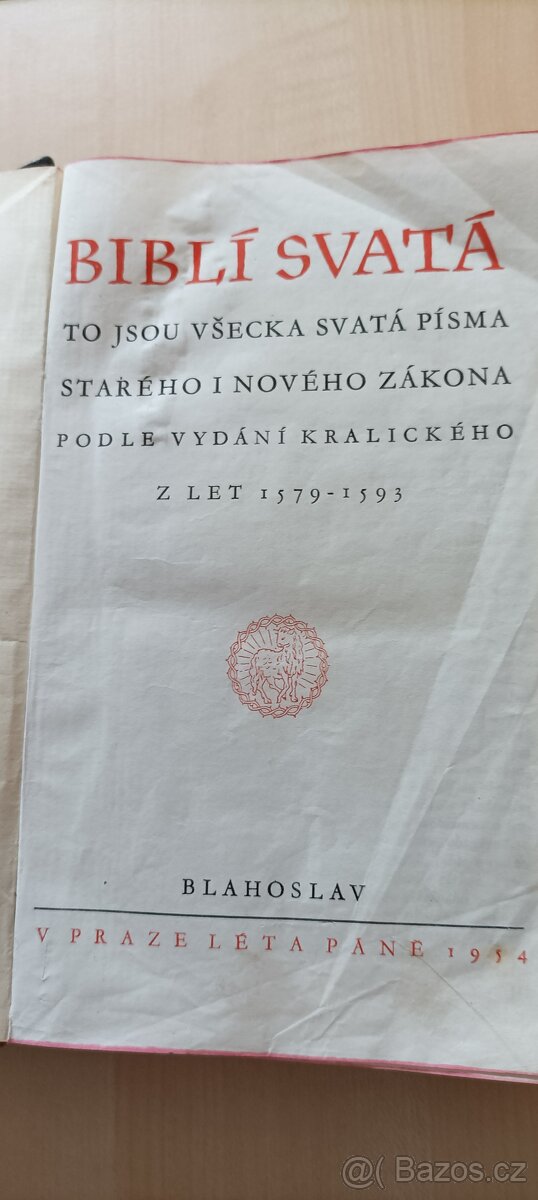 BIBLÍ SVATÁ
TO JSOU VŠECKA SVATÁ PÍSMA
STARÉHO I NOVÉHO ZÁKONA
PODLE VYDÁNÍ KRALICKÉHO
Z LET 1579-1593
BLAHOSLAV
V PRAZE LÉTA PÁNĚ 1954
@ Bazos.cz